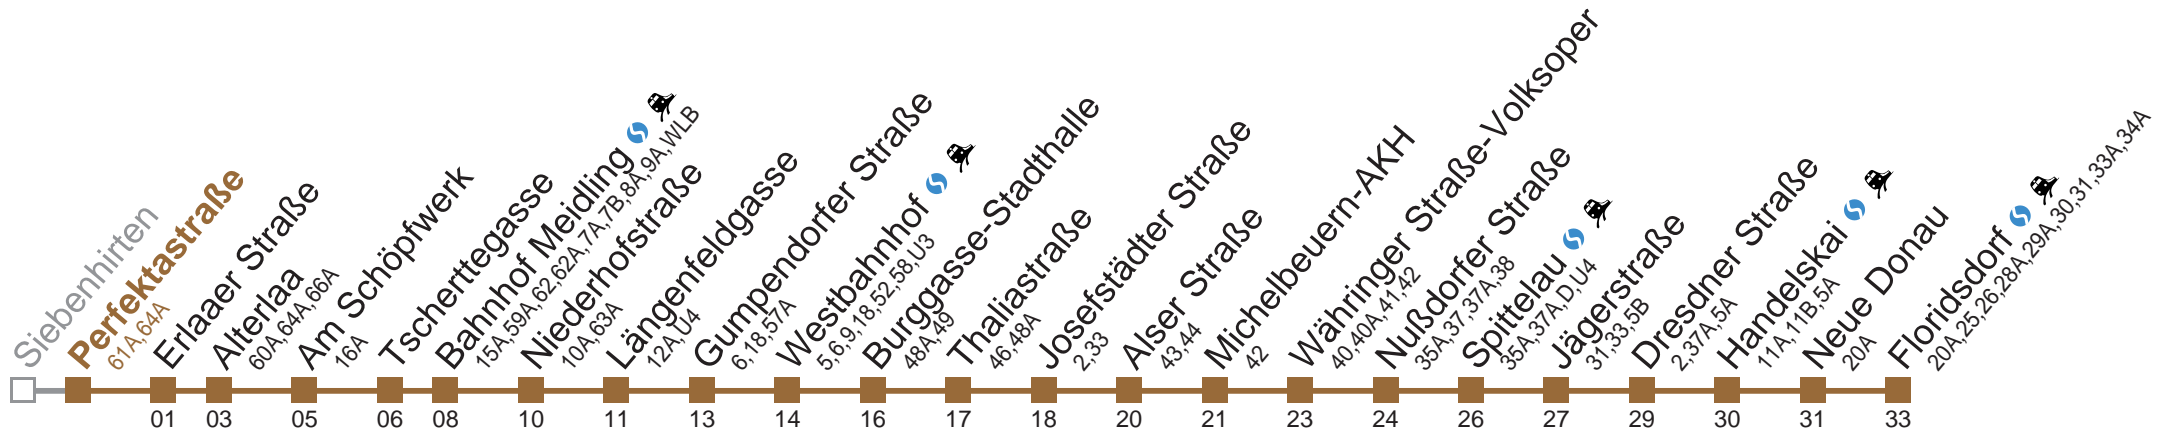 Siebenhirten
Perfektastraße
61A,64A
Erlaaer Straße
Alterlaa
60A,64A,66A
Am Schöpfwerk
16A
Tscherttegasse
Bahnhof Meidling
15A,59A,62,62A,7A,7B,8A,9A,WLB
Niederhofstraße
10A,63A
Längenfeldgasse
12A,U4
Gumpendorfer Straße
6,18,57A
Westbahnhof
5,6,9,18,52,58,U3
Burggasse-Stadthalle
48A,49
Thaliastraße
46,48A
Josefstädter Straße
2,33
Alser Straße
43,44
Michelbeuern-AKH
42
Währinger Straße-Volksoper
40,40A,41,42
Nußdorfer Straße
35A,37,37A,38
Spittelau
35A,37A,D,U4
Jägerstraße
31,33,5B
Dresdner Straße
2,37A,5A
Handelskai
11A,11B,5A
Neue Donau
20A
Floridsdorf
20A,25,26,28A,29A,30,31,33A,34A
01 03 05 06 08 10 11 13 14 16 17 18 20 21 23 24 26 27 29 30 31 33